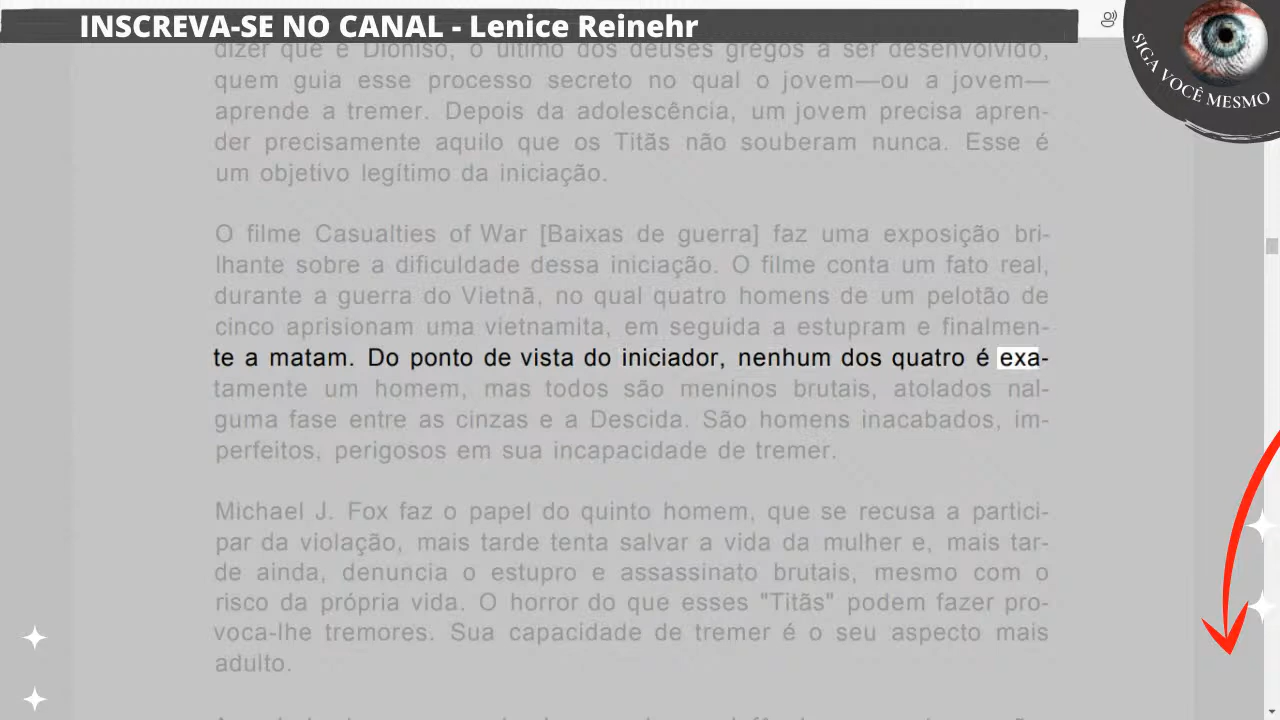 INSCREVA-SE NO CANAL - Lenice Reinehr
SIGA VOCÊ MESMO
dizer que é Dioniso, o último dos deuses gregos a ser desenvolvido,
quem guia esse processo secreto no qual o jovem—ou a jovem—
aprende a tremer. Depois da adolescência, um jovem precisa apren-
der precisamente aquilo que os Titãs não souberam nunca. Esse é
um objetivo legítimo da iniciação.
O filme Casualties of War [Baixas de guerra] faz uma exposição bri-
lhante sobre a dificuldade dessa iniciação. O filme conta um fato real,
durante a guerra do Vietnã, no qual quatro homens de um pelotão de
cinco aprisionam uma vietnamita, em seguida a estupram e finalmen-
te a matam. Do ponto de vista do iniciador, nenhum dos quatro é exa-
tamente um homem, mas todos são meninos brutais, atolados nal-
guma fase entre as cinzas e a Descida. São homens inacabados, im-
perfeitos, perigosos em sua incapacidade de tremer.
Michael J. Fox faz o papel do quinto homem, que se recusa a partici-
par da violação, mais tarde tenta salvar a vida da mulher e, mais tar-
de ainda, denuncia o estupro e assassinato brutais, mesmo com o
risco da própria vida. O horror do que esses "Titãs" podem fazer pro-
voca-lhe tremores. Sua capacidade de tremer é o seu aspecto mais
adulto.